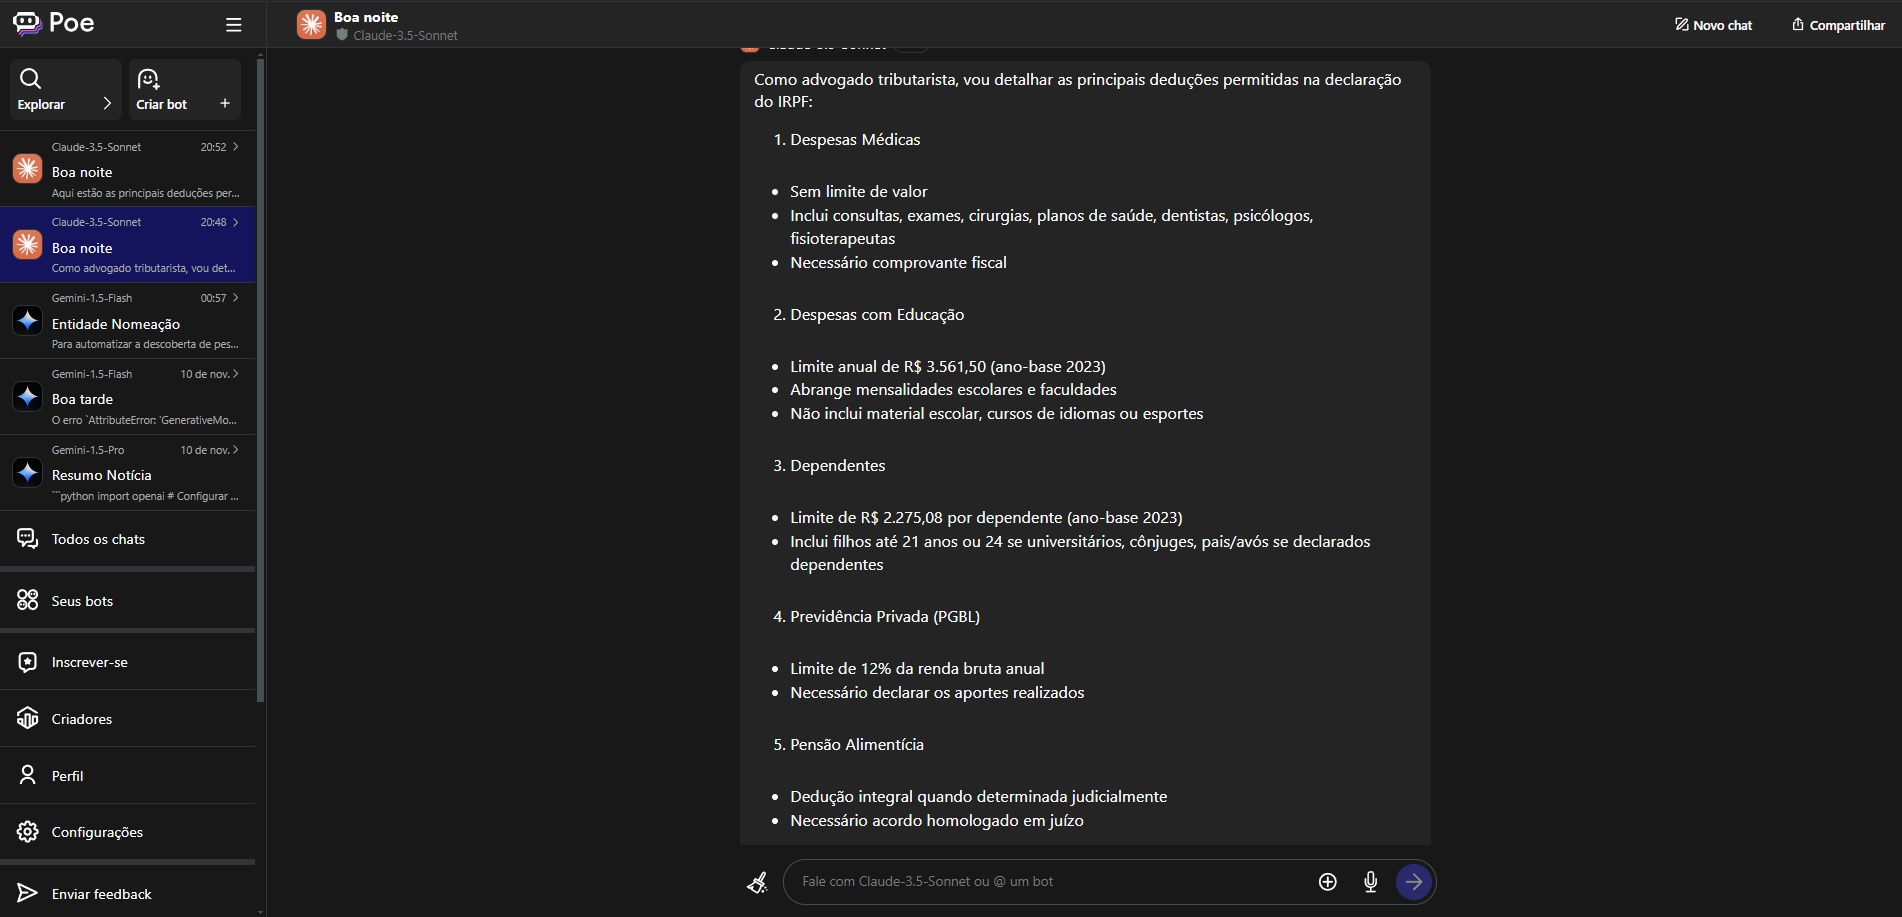 Poe
Explorar
Criar bot
Claude-3.5-Sonnet 20:52
Boa noite
Aqui estão as principais deduções per...
Claude-3.5-Sonnet 20:48
Boa noite
Como advogado tributarista, vou det...
Gemini-1.5-Flash 00:57
Entidade Nomeação
Para automatizar a descoberta de pes...
Gemini-1.5-Flash 10 de nov.
Boa tarde
O erro `AttributeError: 'GenerativeMo...
Gemini-1.5-Pro 10 de nov.
Resumo Notícia
```python import openai # Configurar ...
Todos os chats
Seus bots
Inscrever-se
Criadores
Perfil
Configurações
Enviar feedback
Boa noite
Claude-3.5-Sonnet
Novo chat
Compartilhar
Como advogado tributarista, vou detalhar as principais deduções permitidas na declaração
do IRPF:
1. Despesas Médicas
• Sem limite de valor
• Inclui consultas, exames, cirurgias, planos de saúde, dentistas, psicólogos,
fisioterapeutas
• Necessário comprovante fiscal
2. Despesas com Educação
• Limite anual de R$ 3.561,50 (ano-base 2023)
• Abrange mensalidades escolares e faculdades
• Não inclui material escolar, cursos de idiomas ou esportes
3. Dependentes
• Limite de R$ 2.275,08 por dependente (ano-base 2023)
• Inclui filhos até 21 anos ou 24 se universitários, cônjuges, pais/avós se declarados
dependentes
4. Previdência Privada (PGBL)
• Limite de 12% da renda bruta anual
• Necessário declarar os aportes realizados
5. Pensão Alimentícia
• Dedução integral quando determinada judicialmente
• Necessário acordo homologado em juízo
Fale com Claude-3.5-Sonnet ou @ um bot